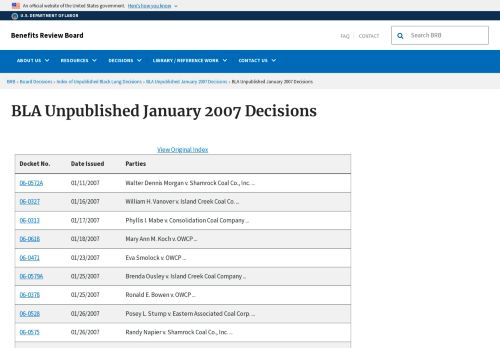 An official website of the United States government. Here's how you know
U.S. DEPARTMENT OF LABOR
Benefits Review Board
FAQ CONTACT Search BRB
ABOUT US RESOURCES DECISIONS LIBRARY / REFERENCE WORK CONTACT US
BRB » Board Decisions » Index of Unpublished Black Lung Decisions » BLA Unpublished January 2007 Decisions » BLA Unpublished January 2007 Decisions
BLA Unpublished January 2007 Decisions
View Original Index
Docket No. Date Issued Parties
06-0572A 01/11/2007 Walter Dennis Morgan v. Shamrock Coal Co., Inc. ...
06-0327 01/16/2007 William H. Vanover v. Island Creek Coal Co. ...
06-0313 01/17/2007 Phyllis I. Mabe v. Consolidation Coal Company ...
06-0618 01/18/2007 Mary Ann M. Koch v. OWCP ...
06-0471 01/23/2007 Eva Smolock v. OWCP ...
06-0579A 01/25/2007 Brenda Ousley v. Island Creek Coal Company ...
06-0378 01/25/2007 Ronald E. Bowen v. OWCP ...
06-0528 01/26/2007 Posey L. Stump v. Eastern Associated Coal Corp. ...
06-0575 01/26/2007 Randy Napier v. Shamrock Coal Co., Inc. ...